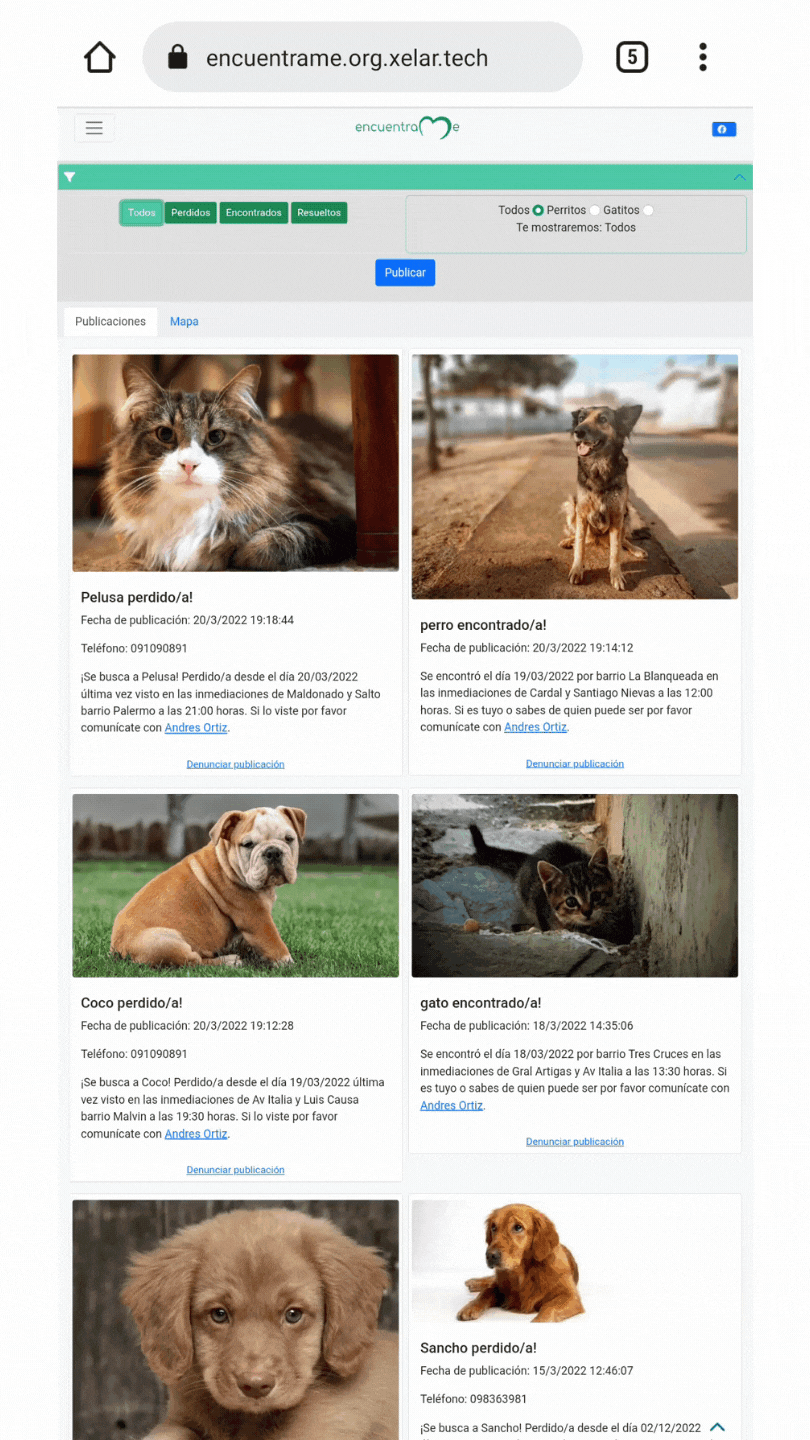 encuentrame.org.xelar.tech
5
encuentra e
Todos
Perdidos
Encontrados
Resueltos
Todos Perritos Gatitos
Te mostraremos: Todos
Publicar
Publicaciones
Mapa
Pelusa perdido/a!
Fecha de publicación: 20/3/2022 19:18:44
Teléfono: 091090891
¡Se busca a Pelusa! Perdido/a desde el día 20/03/2022
última vez visto en las inmediaciones de Maldonado y Salto
barrio Palermo a las 21:00 horas. Si lo viste por favor
comunícate con Andres Ortiz.
Denunciar publicación
perro encontrado/a!
Fecha de publicación: 20/3/2022 19:14:12
Se encontró el día 19/03/2022 por barrio La Blanqueada en
las inmediaciones de Cardal y Santiago Nievas a las 12:00
horas. Si es tuyo o sabes de quien puede ser por favor
comunícate con Andres Ortiz.
Denunciar publicación
Coco perdido/a!
Fecha de publicación: 20/3/2022 19:12:28
Teléfono: 091090891
¡Se busca a Coco! Perdido/a desde el día 19/03/2022 última
vez visto en las inmediaciones de Av Italia y Luis Causa
barrio Malvin a las 19:30 horas. Si lo viste por favor
comunícate con Andres Ortiz.
Denunciar publicación
gato encontrado/a!
Fecha de publicación: 18/3/2022 14:35:06
Se encontró el día 18/03/2022 por barrio Tres Cruces en las
inmediaciones de Gral Artigas y Av Italia a las 13:30 horas. Si
es tuyo o sabes de quien puede ser por favor comunícate con
Andres Ortiz.
Denunciar publicación
Sancho perdido/a!
Fecha de publicación: 15/3/2022 12:46:07
Teléfono: 098363981
¡Se busca a Sancho! Perdido/a desde el día 02/12/2022